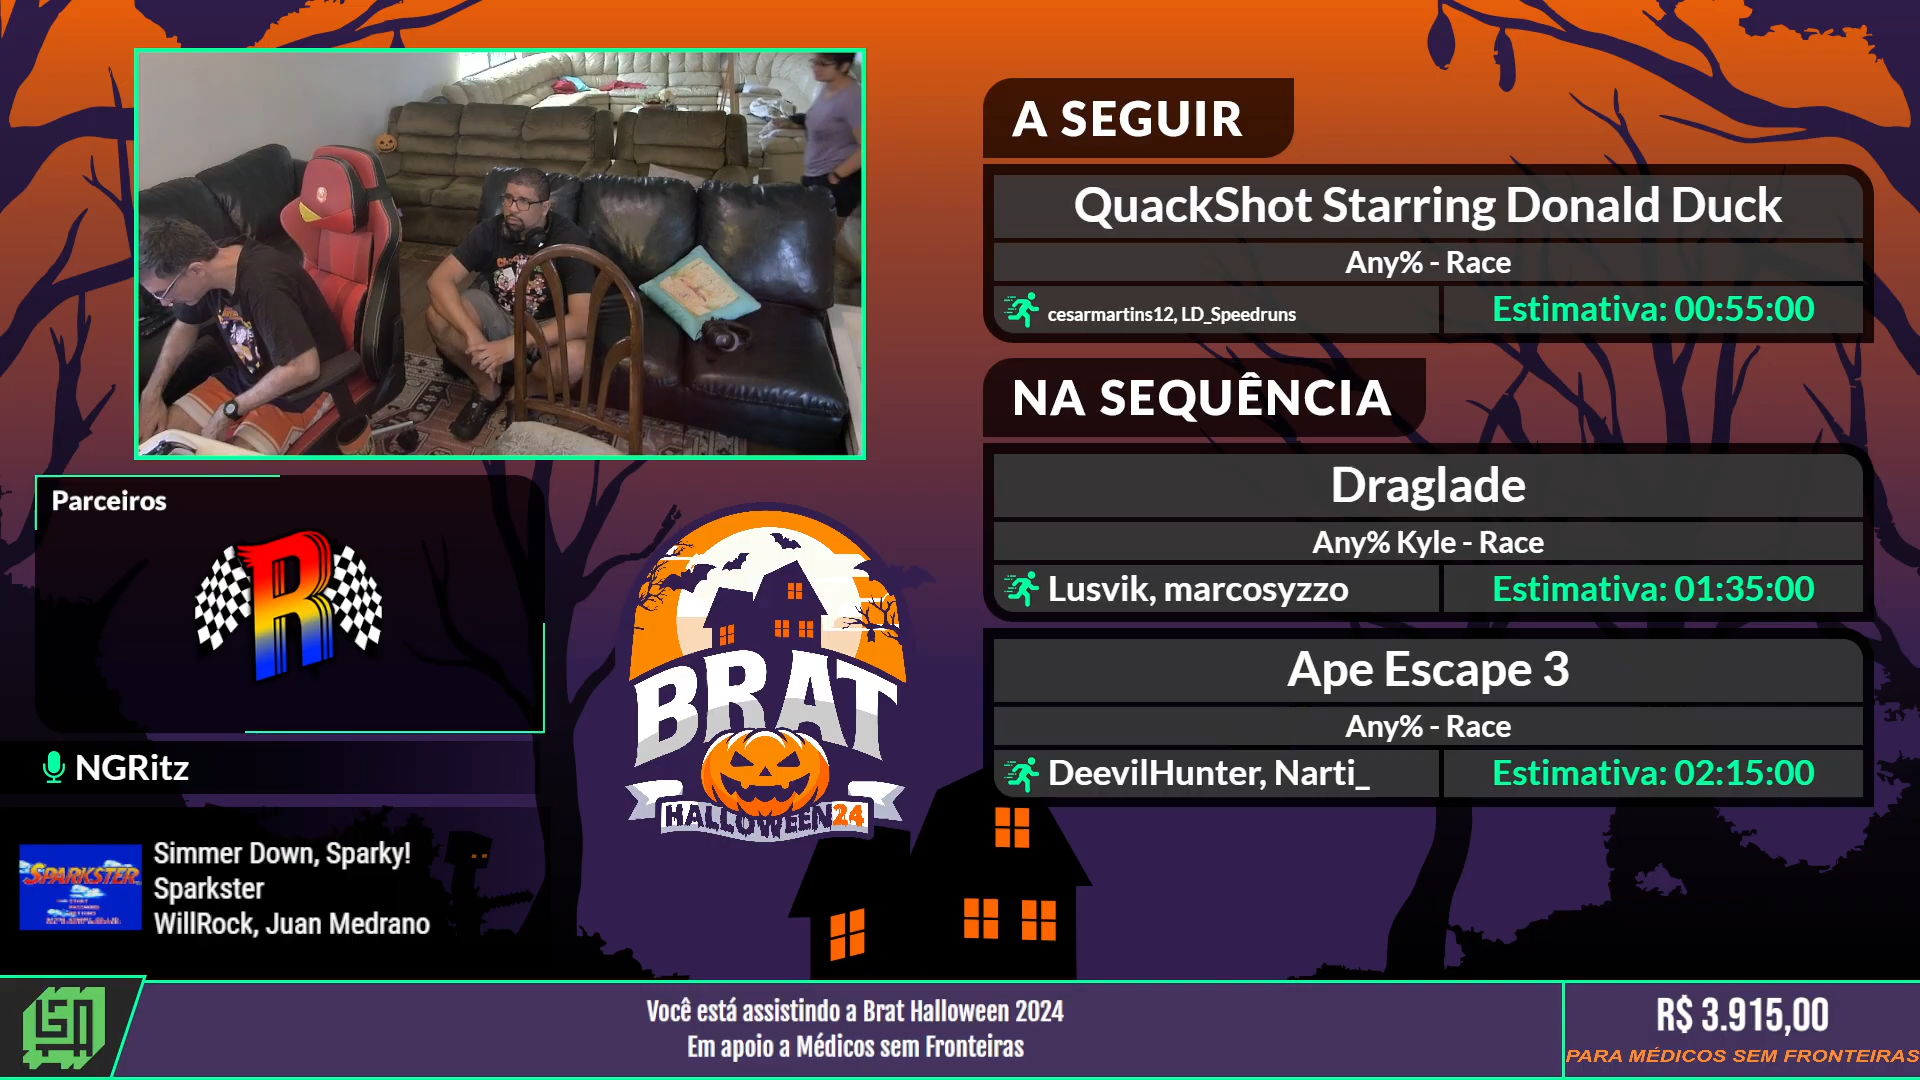 A SEGUIR
QuackShot Starring Donald Duck
Any% - Race
cesarmartins12, LD_Speedruns
Estimativa: 00:55:00
NA SEQUÊNCIA
Draglade
Any% Kyle - Race
Lusvik, marcosyzzo
Estimativa: 01:35:00
Ape Escape 3
Any% - Race
DeevilHunter, Narti_
Estimativa: 02:15:00
Parceiros
R
NGRitz
BRAT
HALLOWEEN24
SPARKSTER
Simmer Down, Sparky!
Sparkster
WillRock, Juan Medrano
Você está assistindo a Brat Halloween 2024
Em apoio a Médicos sem Fronteiras
R$ 3.915,00
PARA MÉDICOS SEM FRONTEIRAS